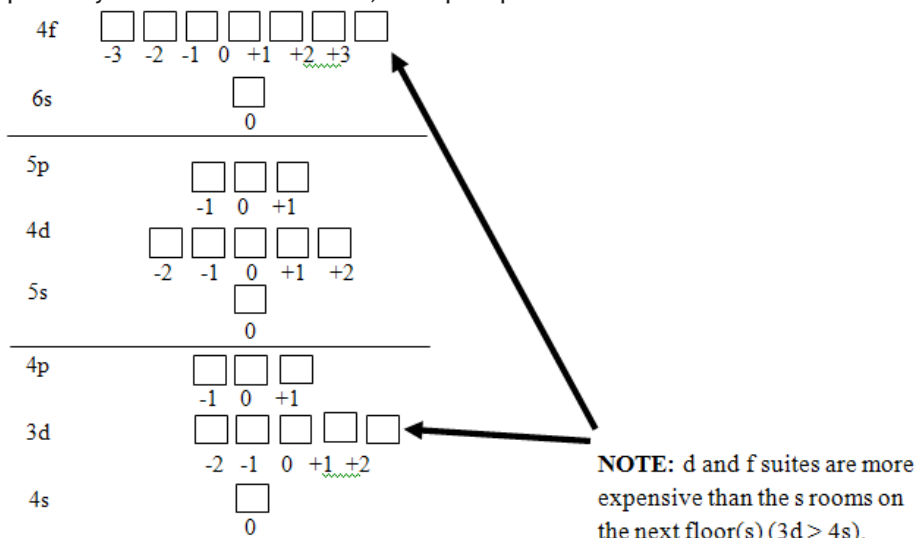 4f
-3 -2 -1 0 +1 +2 +3
6s
0
5p
-1 0 +1
4d
-2 -1 0 +1 +2
5s
0
4p
-1 0 +1
3d
-2 -1 0 +1 +2
4s
0
NOTE: d and f suites are more
expensive than the s rooms on
the next floor(s) (3d > 4s).